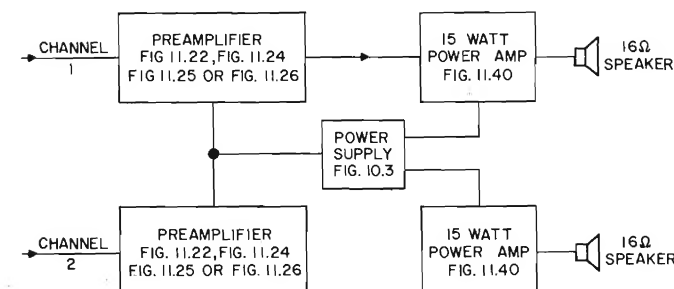 CHANNEL
1
PREAMPLIFIER
FIG 11.22, FIG. 11.24
FIG 11.25 OR FIG. 11.26
15 WATT
POWER AMP
FIG. 11.40
16Ω
SPEAKER
POWER
SUPPLY
FIG. 10.3
CHANNEL
2
PREAMPLIFIER
FIG. 11.22, FIG. 11.24
FIG. 11.25 OR FIG. 11.26
15 WATT
POWER AMP
FIG. 11.40
16Ω
SPEAKER